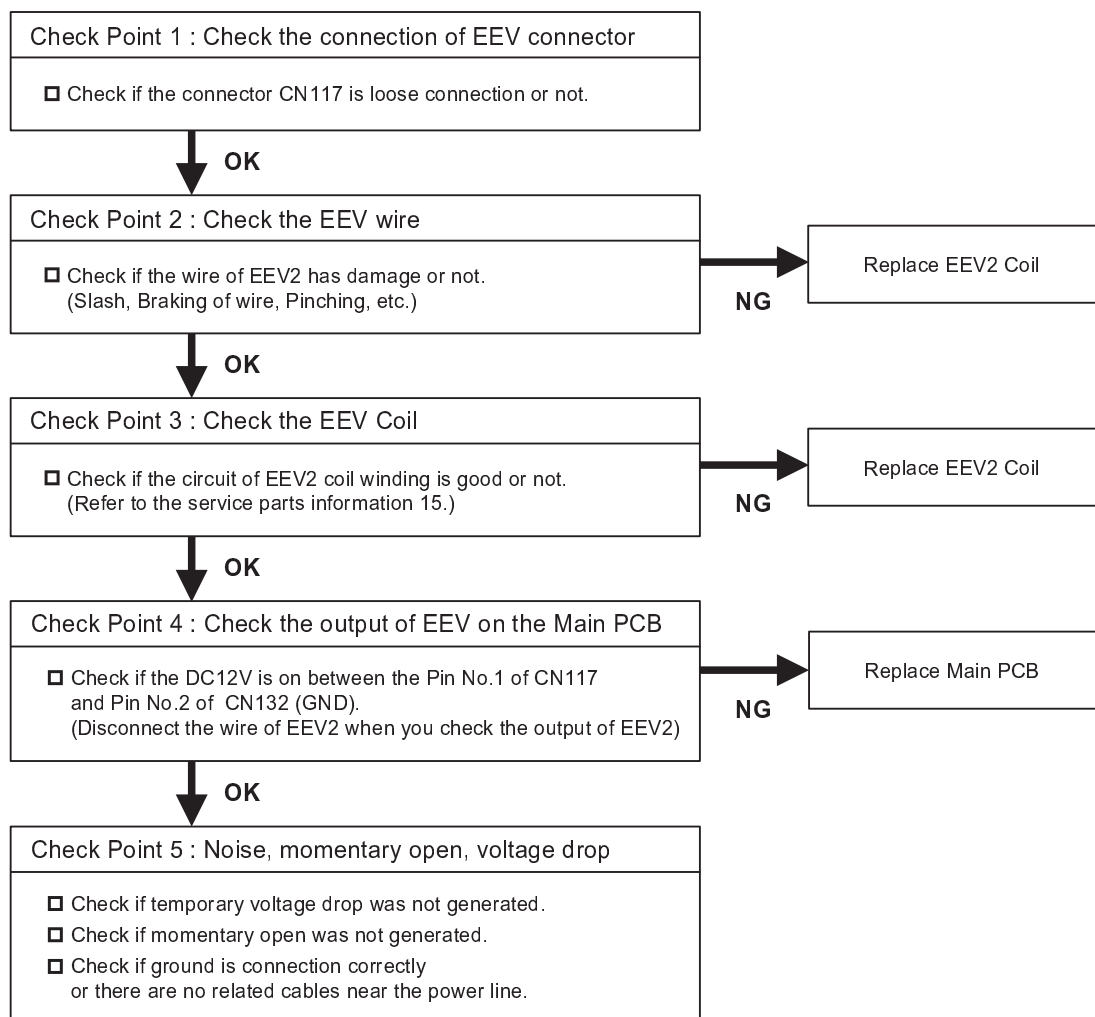 Check Point 1 : Check the connection of EEV connector
Check if the connector CN117 is loose connection or not.
OK
Check Point 2 : Check the EEV wire
Check if the wire of EEV2 has damage or not.
(Slash, Braking of wire, Pinching, etc.)
NG
Replace EEV2 Coil
OK
Check Point 3 : Check the EEV Coil
Check if the circuit of EEV2 coil winding is good or not.
(Refer to the service parts information 15.)
NG
Replace EEV2 Coil
OK
Check Point 4 : Check the output of EEV on the Main PCB
Check if the DC12V is on between the Pin No.1 of CN117
and Pin No.2 of CN132 (GND).
(Disconnect the wire of EEV2 when you check the output of EEV2)
NG
Replace Main PCB
OK
Check Point 5 : Noise, momentary open, voltage drop
Check if temporary voltage drop was not generated.
Check if momentary open was not generated.
Check if ground is connection correctly
or there are no related cables near the power line.